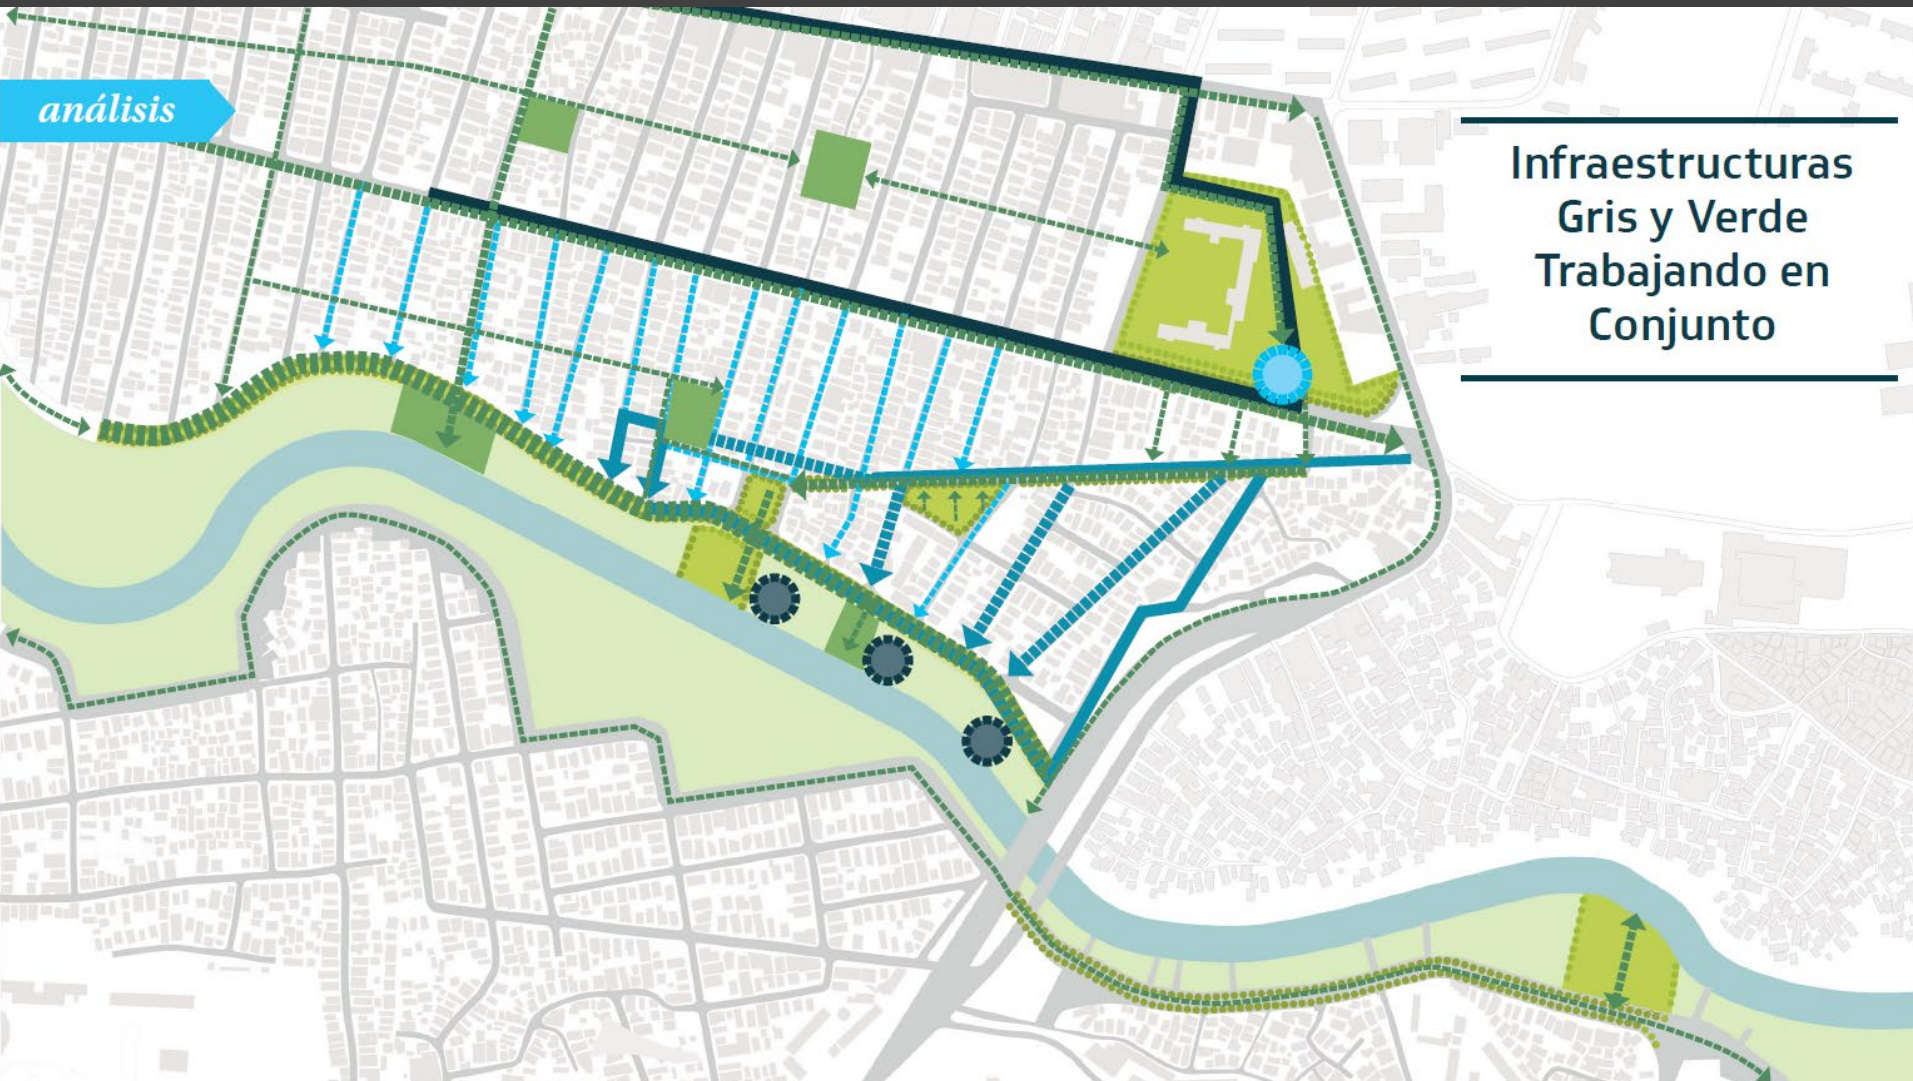 análisis
Infraestructuras
Gris y Verde
Trabajando en
Conjunto